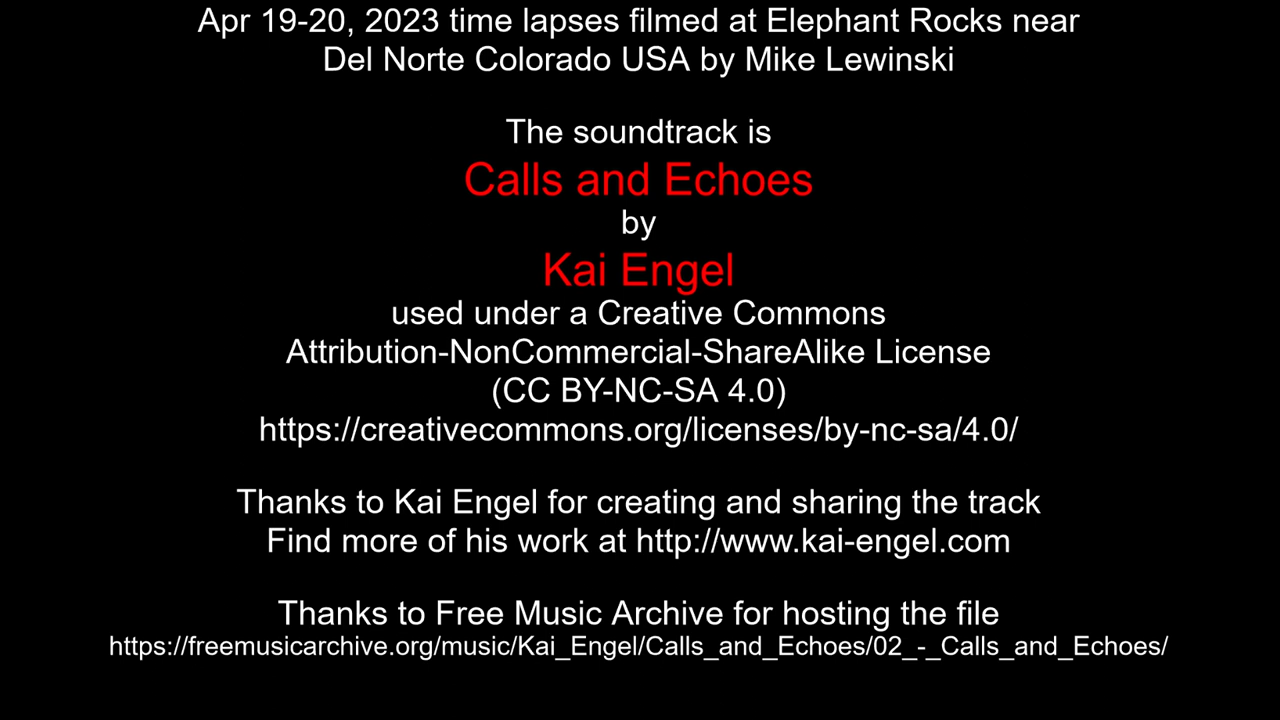 Apr 19-20, 2023 time lapses filmed at Elephant Rocks near
Del Norte Colorado USA by Mike Lewinski
The soundtrack is
Calls and Echoes
by
Kai Engel
used under a Creative Commons
Attribution-NonCommercial-ShareAlike License
(CC BY-NC-SA 4.0)
https://creativecommons.org/licenses/by-nc-sa/4.0/
Thanks to Kai Engel for creating and sharing the track
Find more of his work at http://www.kai-engel.com
Thanks to Free Music Archive for hosting the file
https://freemusicarchive.org/music/Kai_Engel/Calls_and_Echoes/02_-_Calls_and_Echoes/